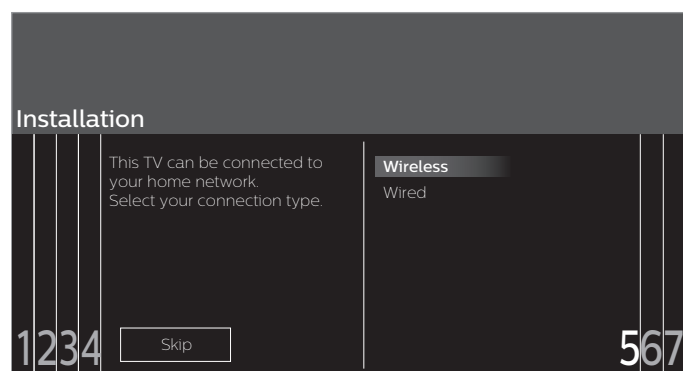 Installation
This TV can be connected to
your home network.
Select your connection type.
Wireless
Wired
1234
Skip
567